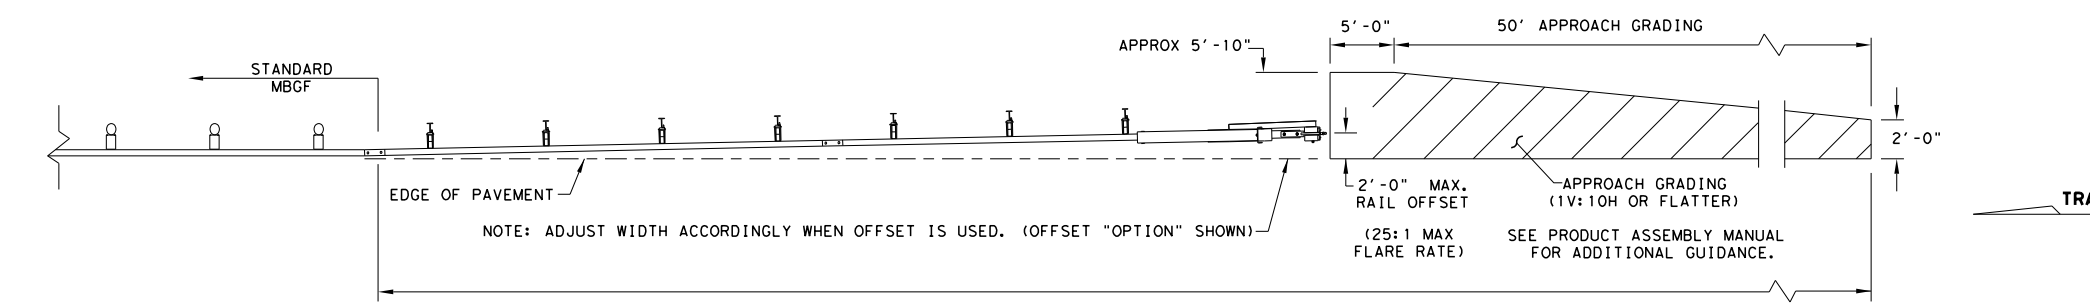 5'-0"
50' APPROACH GRADING
APPROX 5'-10"
STANDARD
MBGF
2'-0"
EDGE OF PAVEMENT
2'-0" MAX.
RAIL OFFSET
APPROACH GRADING
(1V:10H OR FLATTER)
TRA
NOTE: ADJUST WIDTH ACCORDINGLY WHEN OFFSET IS USED. (OFFSET "OPTION" SHOWN)
(25:1 MAX
FLARE RATE)
SEE PRODUCT ASSEMBLY MANUAL
FOR ADDITIONAL GUIDANCE.